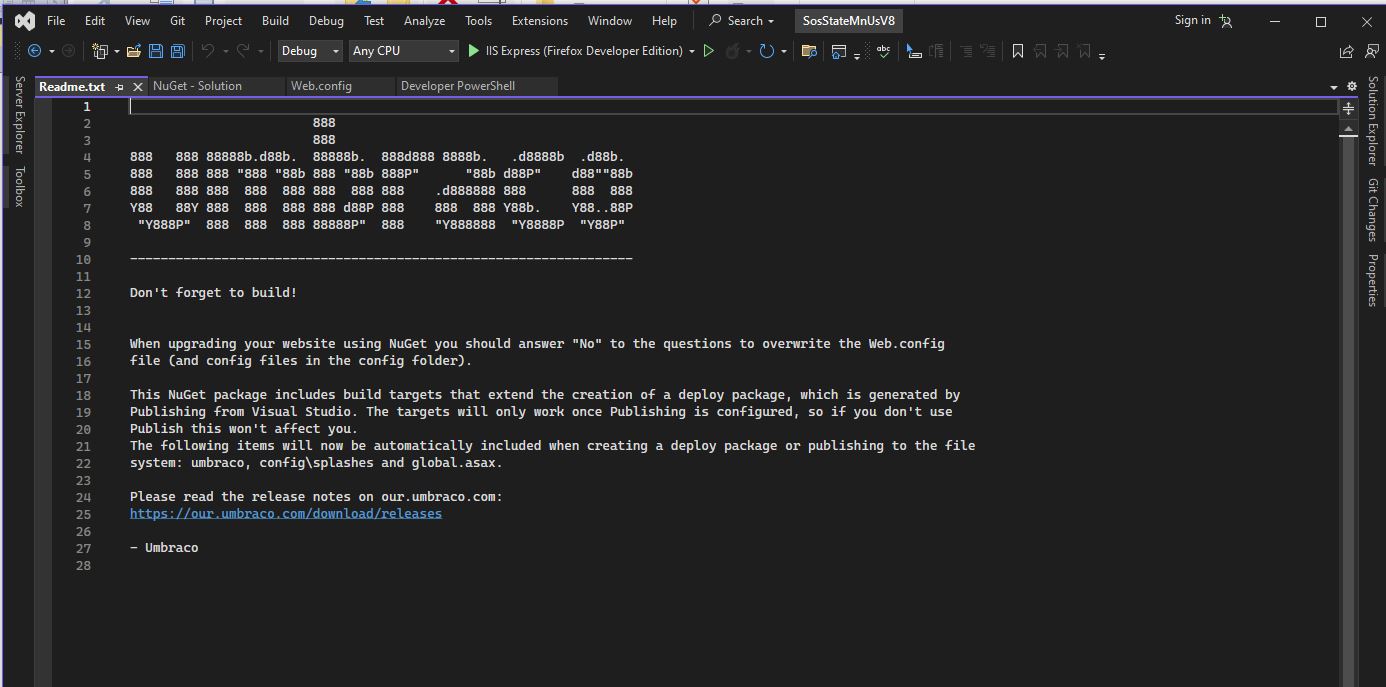 File Edit View Git Project Build Debug Test Analyze Tools Extensions Window Help Search SosStateMnUsV8 Sign in
Debug Any CPU IIS Express (Firefox Developer Edition) abc
Readme.txt NuGet - Solution Web.config Developer PowerShell
Server Explorer
Toolbox
Solution Explorer
Git Changes
Properties
1
2                         888
3                         888
4 888   888 88888b.d88b.  88888b.  888d888 8888b.   .d8888b  .d88b.
5 888   888 888 "888 "88b 888 "88b 888P"      "88b d88P"    d88""88b
6 888   888 888  888  888 888  888 888    .d888888 888      888  888
7 Y88   88Y 888  888  888 888 d88P 888    888  888 Y88b.    Y88..88P
8  "Y888P"  888  888  888 88888P"  888    "Y888888  "Y8888P  "Y88P"
9
10 ------------------------------------------------------------------
11
12 Don't forget to build!
13
14
15 When upgrading your website using NuGet you should answer "No" to the questions to overwrite the Web.config
16 file (and config files in the config folder).
17
18 This NuGet package includes build targets that extend the creation of a deploy package, which is generated by
19 Publishing from Visual Studio. The targets will only work once Publishing is configured, so if you don't use
20 Publish this won't affect you.
21 The following items will now be automatically included when creating a deploy package or publishing to the file
22 system: umbraco, config\splashes and global.asax.
23
24 Please read the release notes on our.umbraco.com:
25 https://our.umbraco.com/download/releases
26
27 - Umbraco
28